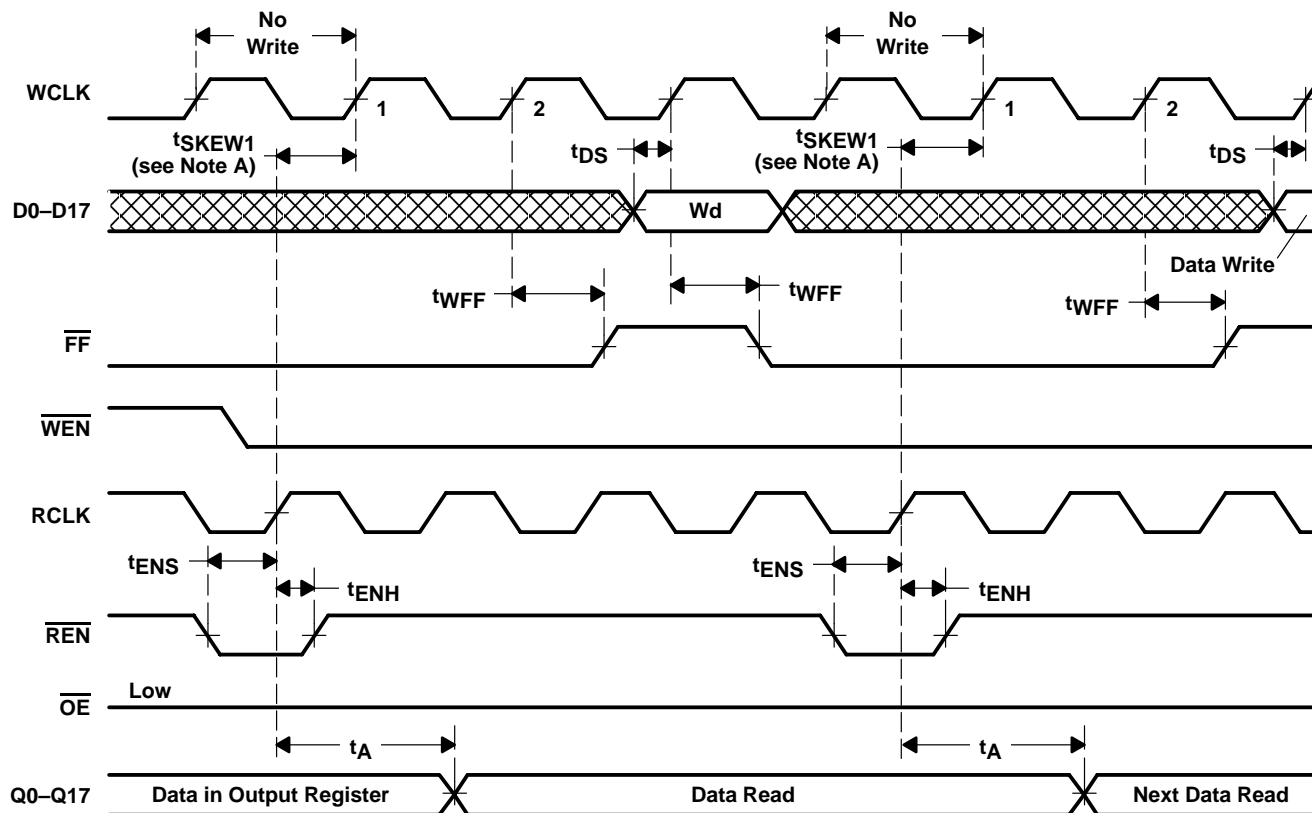 No
Write
No
Write
WCLK
1
2
1
2
tSKEW1
(see Note A)
tDS
tSKEW1
(see Note A)
tDS
D0–D17
Wd
Data Write
tWFF
tWFF
tWFF
FF
WEN
RCLK
tENS
tENH
tENS
tENH
REN
Low
OE
tA
tA
Q0–Q17
Data in Output Register
Data Read
Next Data Read